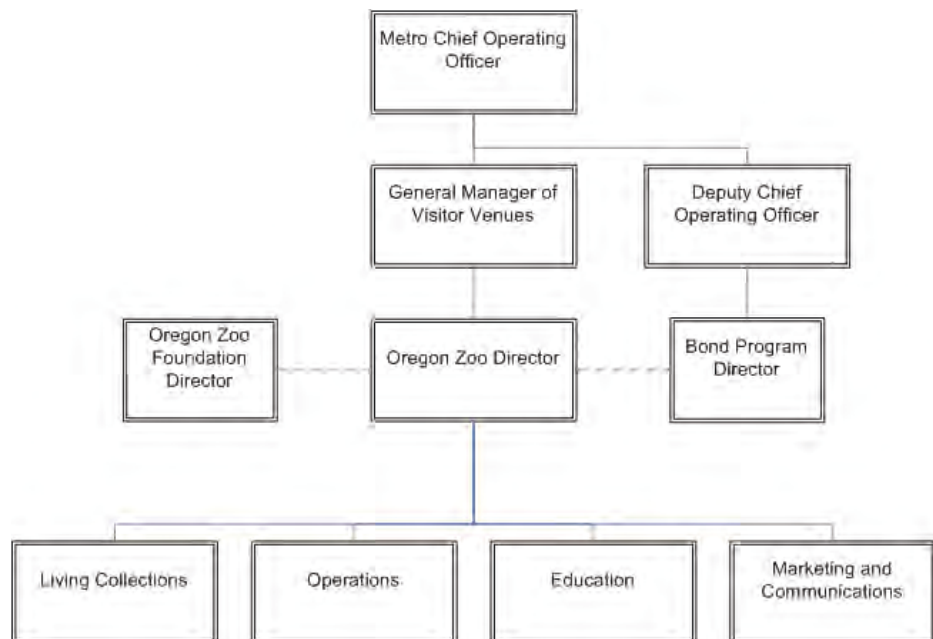 Metro Chief Operating
Officer
General Manager of
Visitor Venues
Deputy Chief
Operating Officer
Oregon Zoo
Foundation
Director
Oregon Zoo Director
Bond Program
Director
Living Collections
Operations
Education
Marketing and
Communications